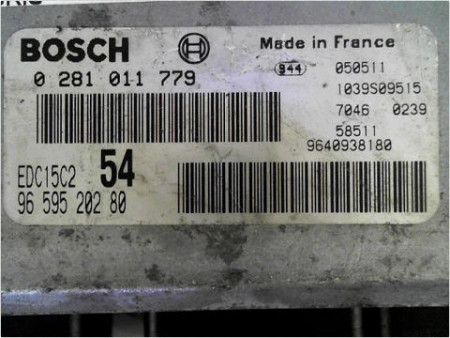 BOSCH
Made in France
0 281 011 779
944 050511
1039S09515
7046 0239
58511
9640938180
EDC15C2 54
96 595 202 80